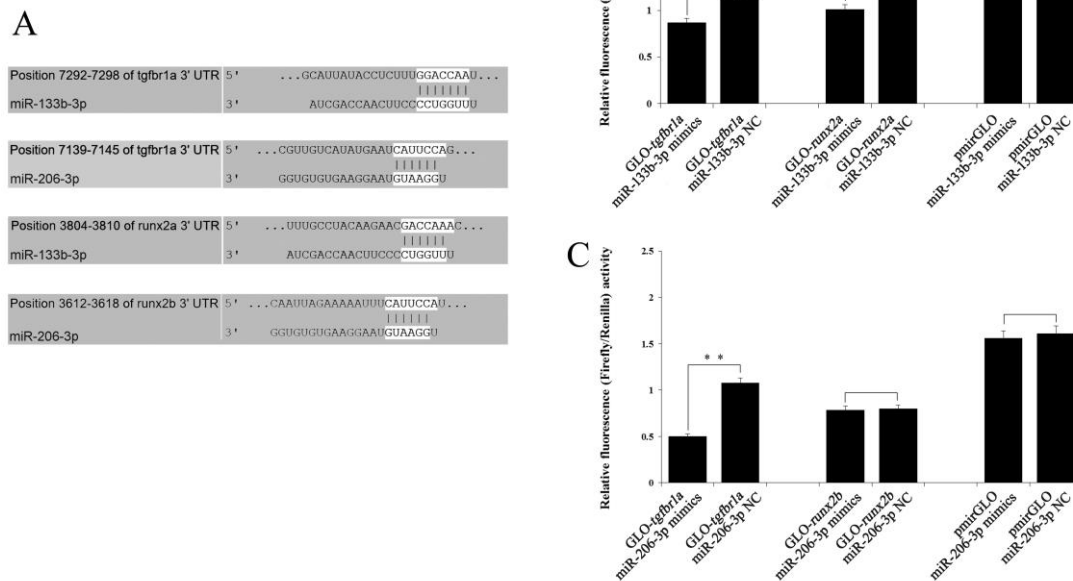 A
Position 7292-7298 of tgfbr1a 3' UTR 5' ...GCAUUAUACCUCUUUGGACCAAU...
miR-133b-3p 3' AUCGACCAACUUCCCCUGGUUU
Position 7139-7145 of tgfbr1a 3' UTR 5' ...CGUUGUCAUAUGAAUCAUUCCAG...
miR-206-3p 3' GGUGUGUGAAGGAAUGUAAGGU
Position 3804-3810 of runx2a 3' UTR 5' ...UUUGCCUACAAGAACGACCAAAC...
miR-133b-3p 3' AUCGACCAACUUCCCCUGGUUU
Position 3612-3618 of runx2b 3' UTR 5' ...CAAUUAGAAAAAUUUCAUUCCAU...
miR-206-3p 3' GGUGUGUGAAGGAAUGUAAGGU
Relative fluorescence (
1
0.5
0
GLO-tgfbr1a
miR-133b-3p mimics
GLO-tgfbr1a
miR-133b-3p NC
GLO-runx2a
miR-133b-3p mimics
GLO-runx2a
miR-133b-3p NC
pmirGLO
miR-133b-3p mimics
pmirGLO
miR-133b-3p NC
C
Relative fluorescence (Firefly/Renilla) activity
2.5
2
1.5
1
0.5
0
**
GLO-tgfbr1a
miR-206-3p mimics
GLO-tgfbr1a
miR-206-3p NC
GLO-runx2b
miR-206-3p mimics
GLO-runx2b
miR-206-3p NC
pmirGLO
miR-206-3p mimics
pmirGLO
miR-206-3p NC